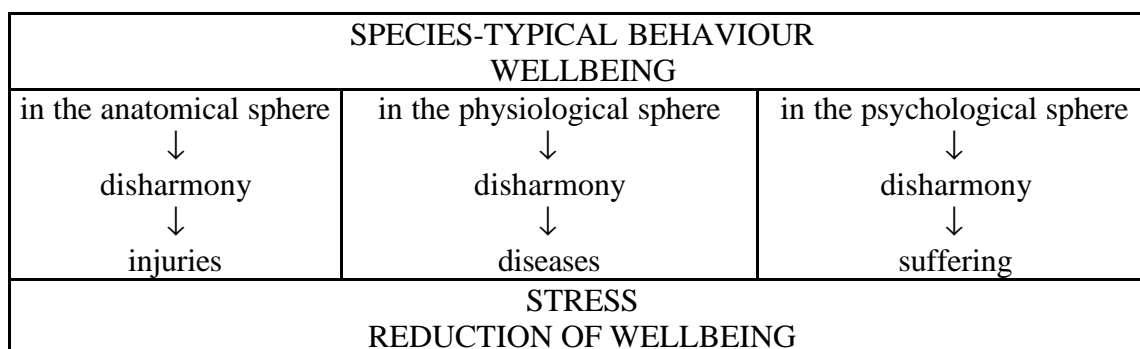 SPECIES-TYPICAL BEHAVIOUR
WELLBEING
in the anatomical sphere
↓
disharmony
↓
injuries
in the physiological sphere
↓
disharmony
↓
diseases
in the psychological sphere
↓
disharmony
↓
suffering
STRESS
REDUCTION OF WELLBEING